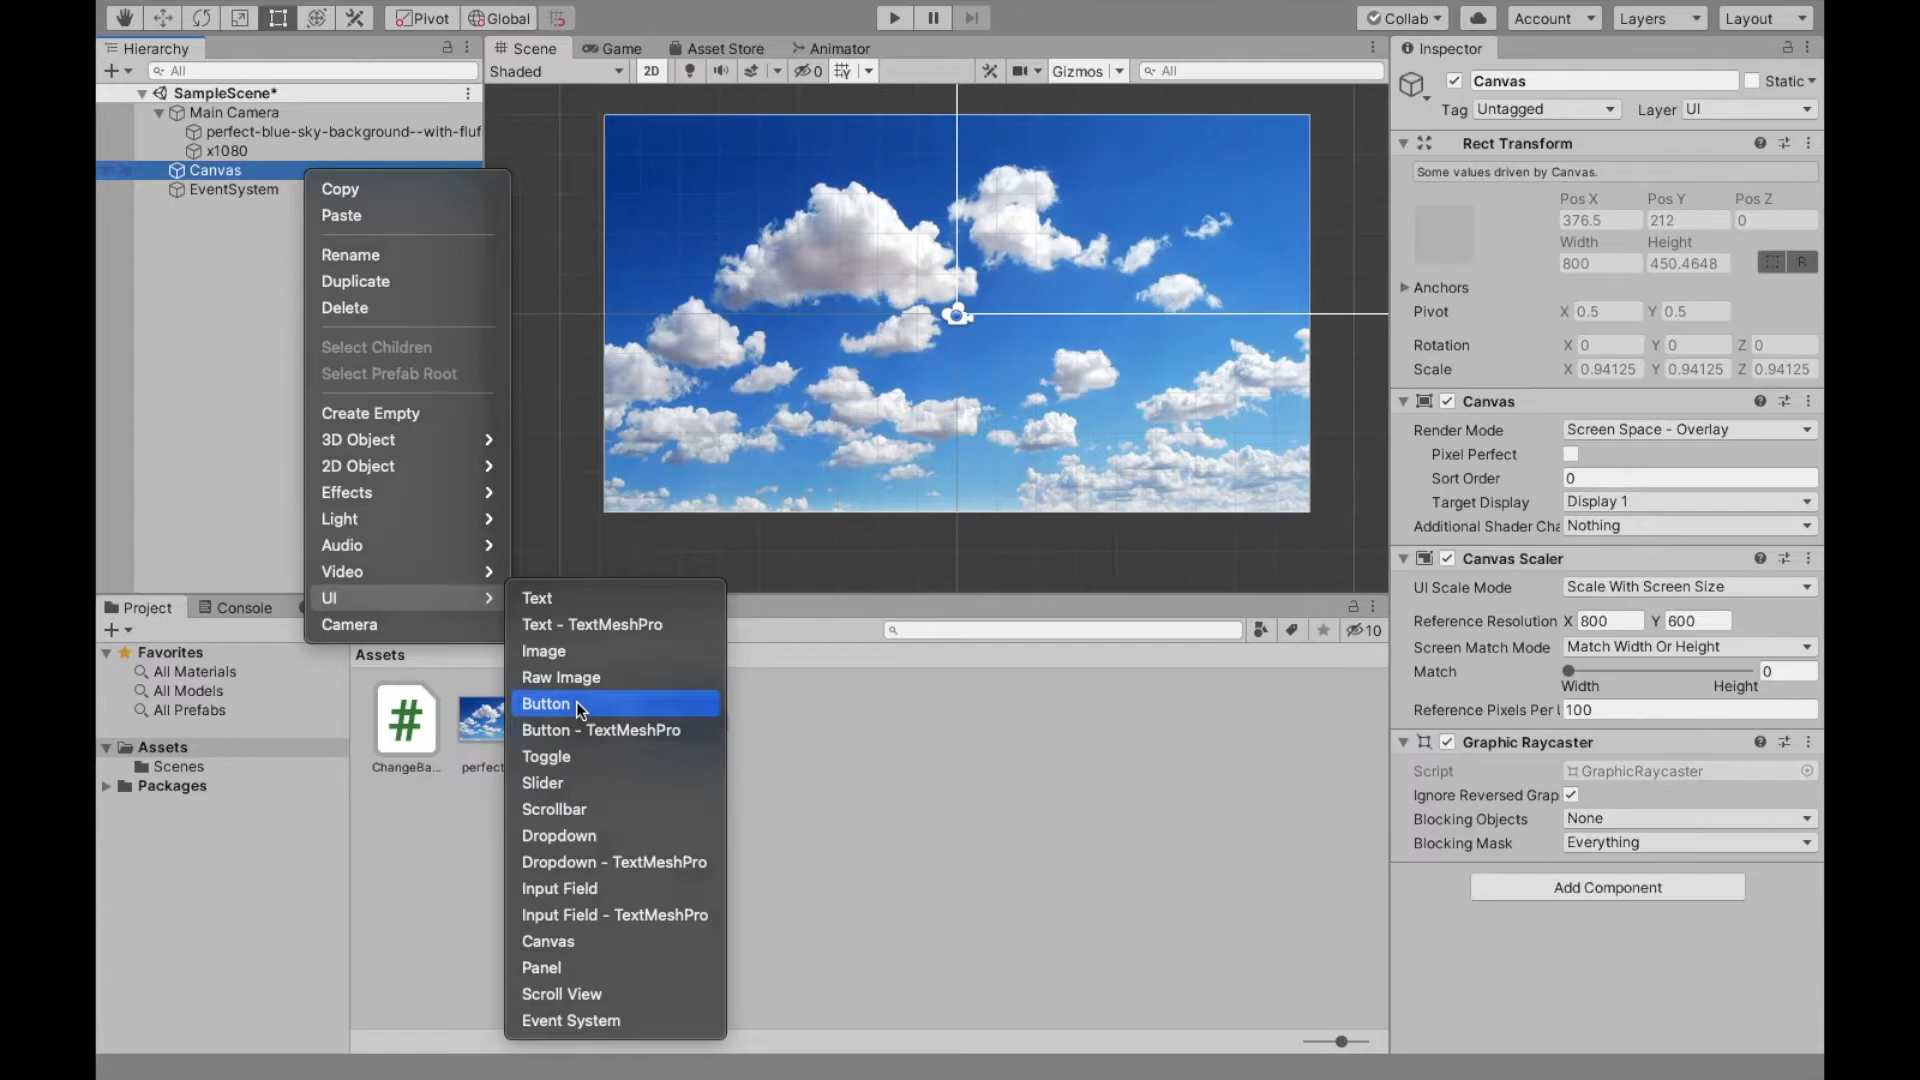 Pivot
Global
Collab
Account
Layers
Layout
Hierarchy
All
SampleScene*
Main Camera
perfect-blue-sky-background--with-fluf
x1080
Canvas
EventSystem
Copy
Paste
Rename
Duplicate
Delete
Select Children
Select Prefab Root
Create Empty
3D Object
2D Object
Effects
Light
Audio
Video
UI
Camera
Text
Text - TextMeshPro
Image
Raw Image
Button
Button - TextMeshPro
Toggle
Slider
Scrollbar
Dropdown
Dropdown - TextMeshPro
Input Field
Input Field - TextMeshPro
Canvas
Panel
Scroll View
Event System
Scene
Game
Asset Store
Animator
Shaded
2D
0
Gizmos
All
Project
Console
10
Favorites
All Materials
All Models
All Prefabs
Assets
Scenes
Packages
Assets
#
ChangeBa...
perfect
Inspector
Canvas
Static
Tag Untagged
Layer UI
Rect Transform
Some values driven by Canvas.
Pos X Pos Y Pos Z
376.5 212 0
Width Height
800 450.4648
R
Anchors
Pivot X 0.5 Y 0.5
Rotation X 0 Y 0 Z 0
Scale X 0.94125 Y 0.94125 Z 0.94125
Canvas
Render Mode Screen Space - Overlay
Pixel Perfect
Sort Order 0
Target Display Display 1
Additional Shader Cha Nothing
Canvas Scaler
UI Scale Mode Scale With Screen Size
Reference Resolution X 800 Y 600
Screen Match Mode Match Width Or Height
Match 0
Width Height
Reference Pixels Per U 100
Graphic Raycaster
Script GraphicRaycaster
Ignore Reversed Grap
Blocking Objects None
Blocking Mask Everything
Add Component